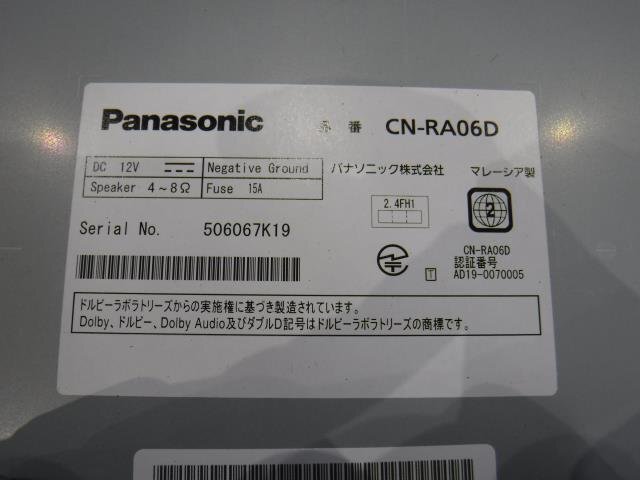 Panasonic 品番 CN-RA06D
DC 12V Negative Ground パナソニック株式会社 マレーシア製
Speaker 4~8Ω Fuse 15A
2.4FH1
2
Serial No. 506067K19
CN-RA06D
認証番号
T AD19-0070005
ドルビーラボラトリーズからの実施権に基づき製造されています。
Dolby、ドルビー、Dolby Audio及びダブルD記号はドルビーラボラトリーズの商標です。